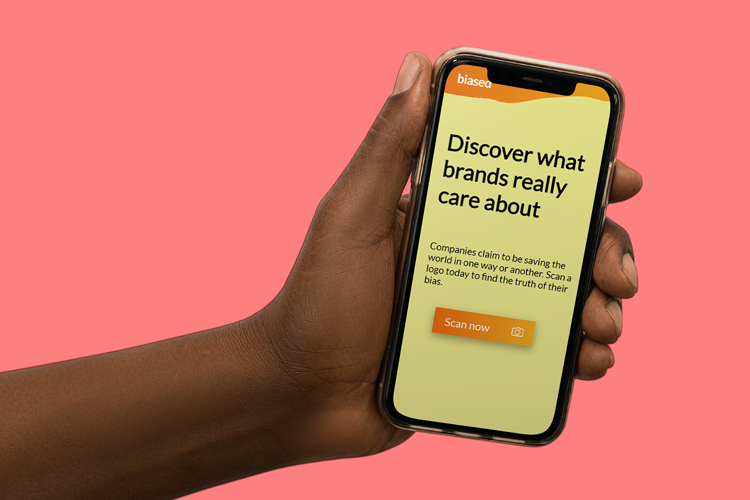 biased
Discover what
brands really
care about
Companies claim to be saving the
world in one way or another. Scan a
logo today to find the truth of their
bias.
Scan now